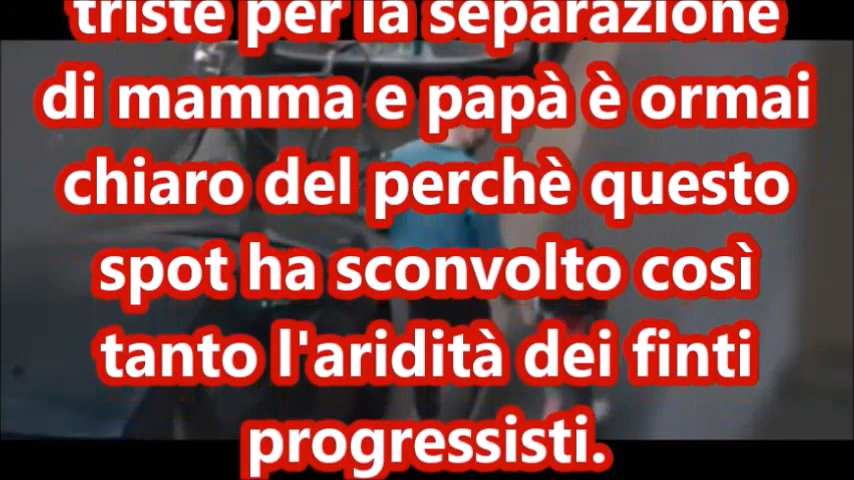 triste per la separazione
di mamma e papà è ormai
chiaro del perchè questo
spot ha sconvolto così
tanto l'aridità dei finti
progressisti.